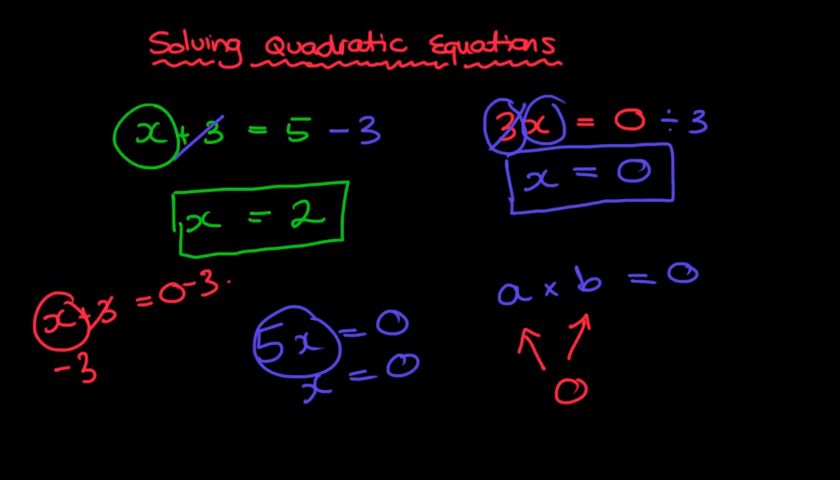 Solving Quadratic Equations
x + 3 = 5 - 3
3x = 0 ÷ 3
x = 2
x = 0
x + 3 = 0 - 3
-3
5x = 0
x = 0
a × b = 0
0